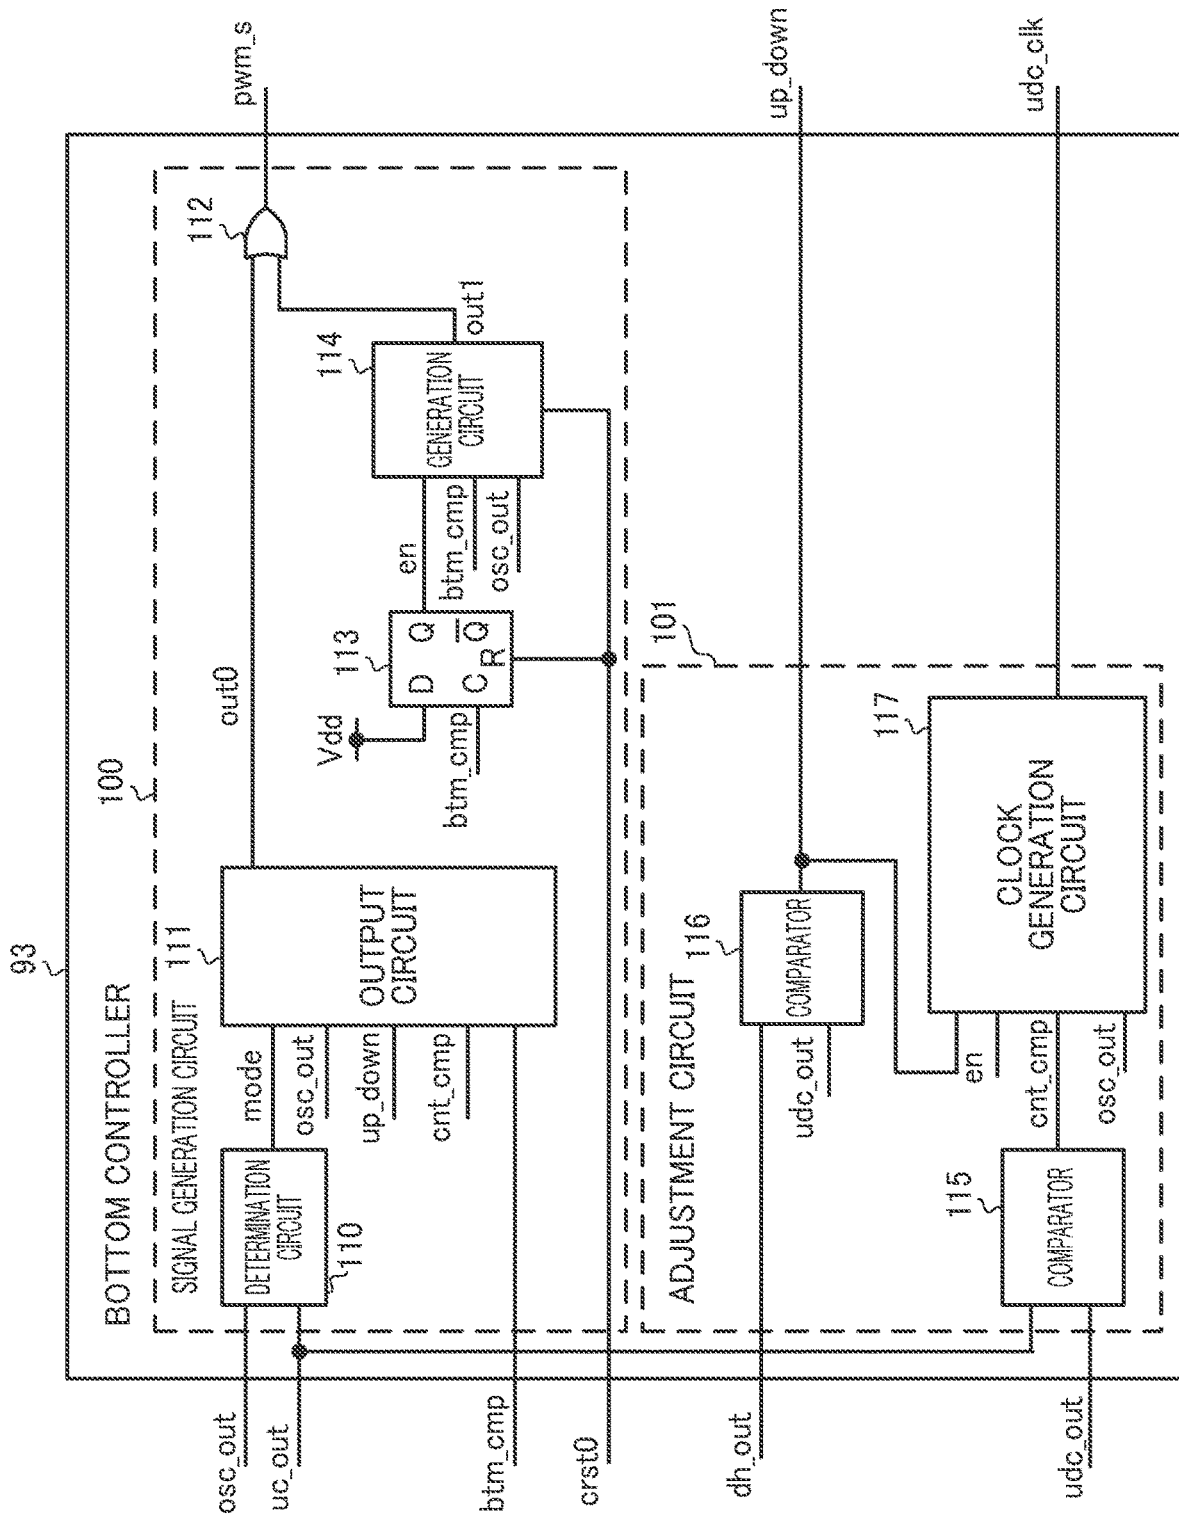 93
BOTTOM CONTROLLER
100
SIGNAL GENERATION CIRCUIT
osc_out
uc_out
DETERMINATION
CIRCUIT
110
mode
osc_out
up_down
cnt_cmp
btm_cmp
111
OUTPUT
CIRCUIT
out0
Vdd
113
D
Q
C
Q
R
btm_cmp
en
btm_cmp
osc_out
114
GENERATION
CIRCUIT
out1
112
pwm_s
crst0
101
ADJUSTMENT CIRCUIT
dh_out
udc_out
116
COMPARATOR
up_down
udc_out
115
COMPARATOR
en
cnt_cmp
osc_out
117
CLOCK
GENERATION
CIRCUIT
udc_clk